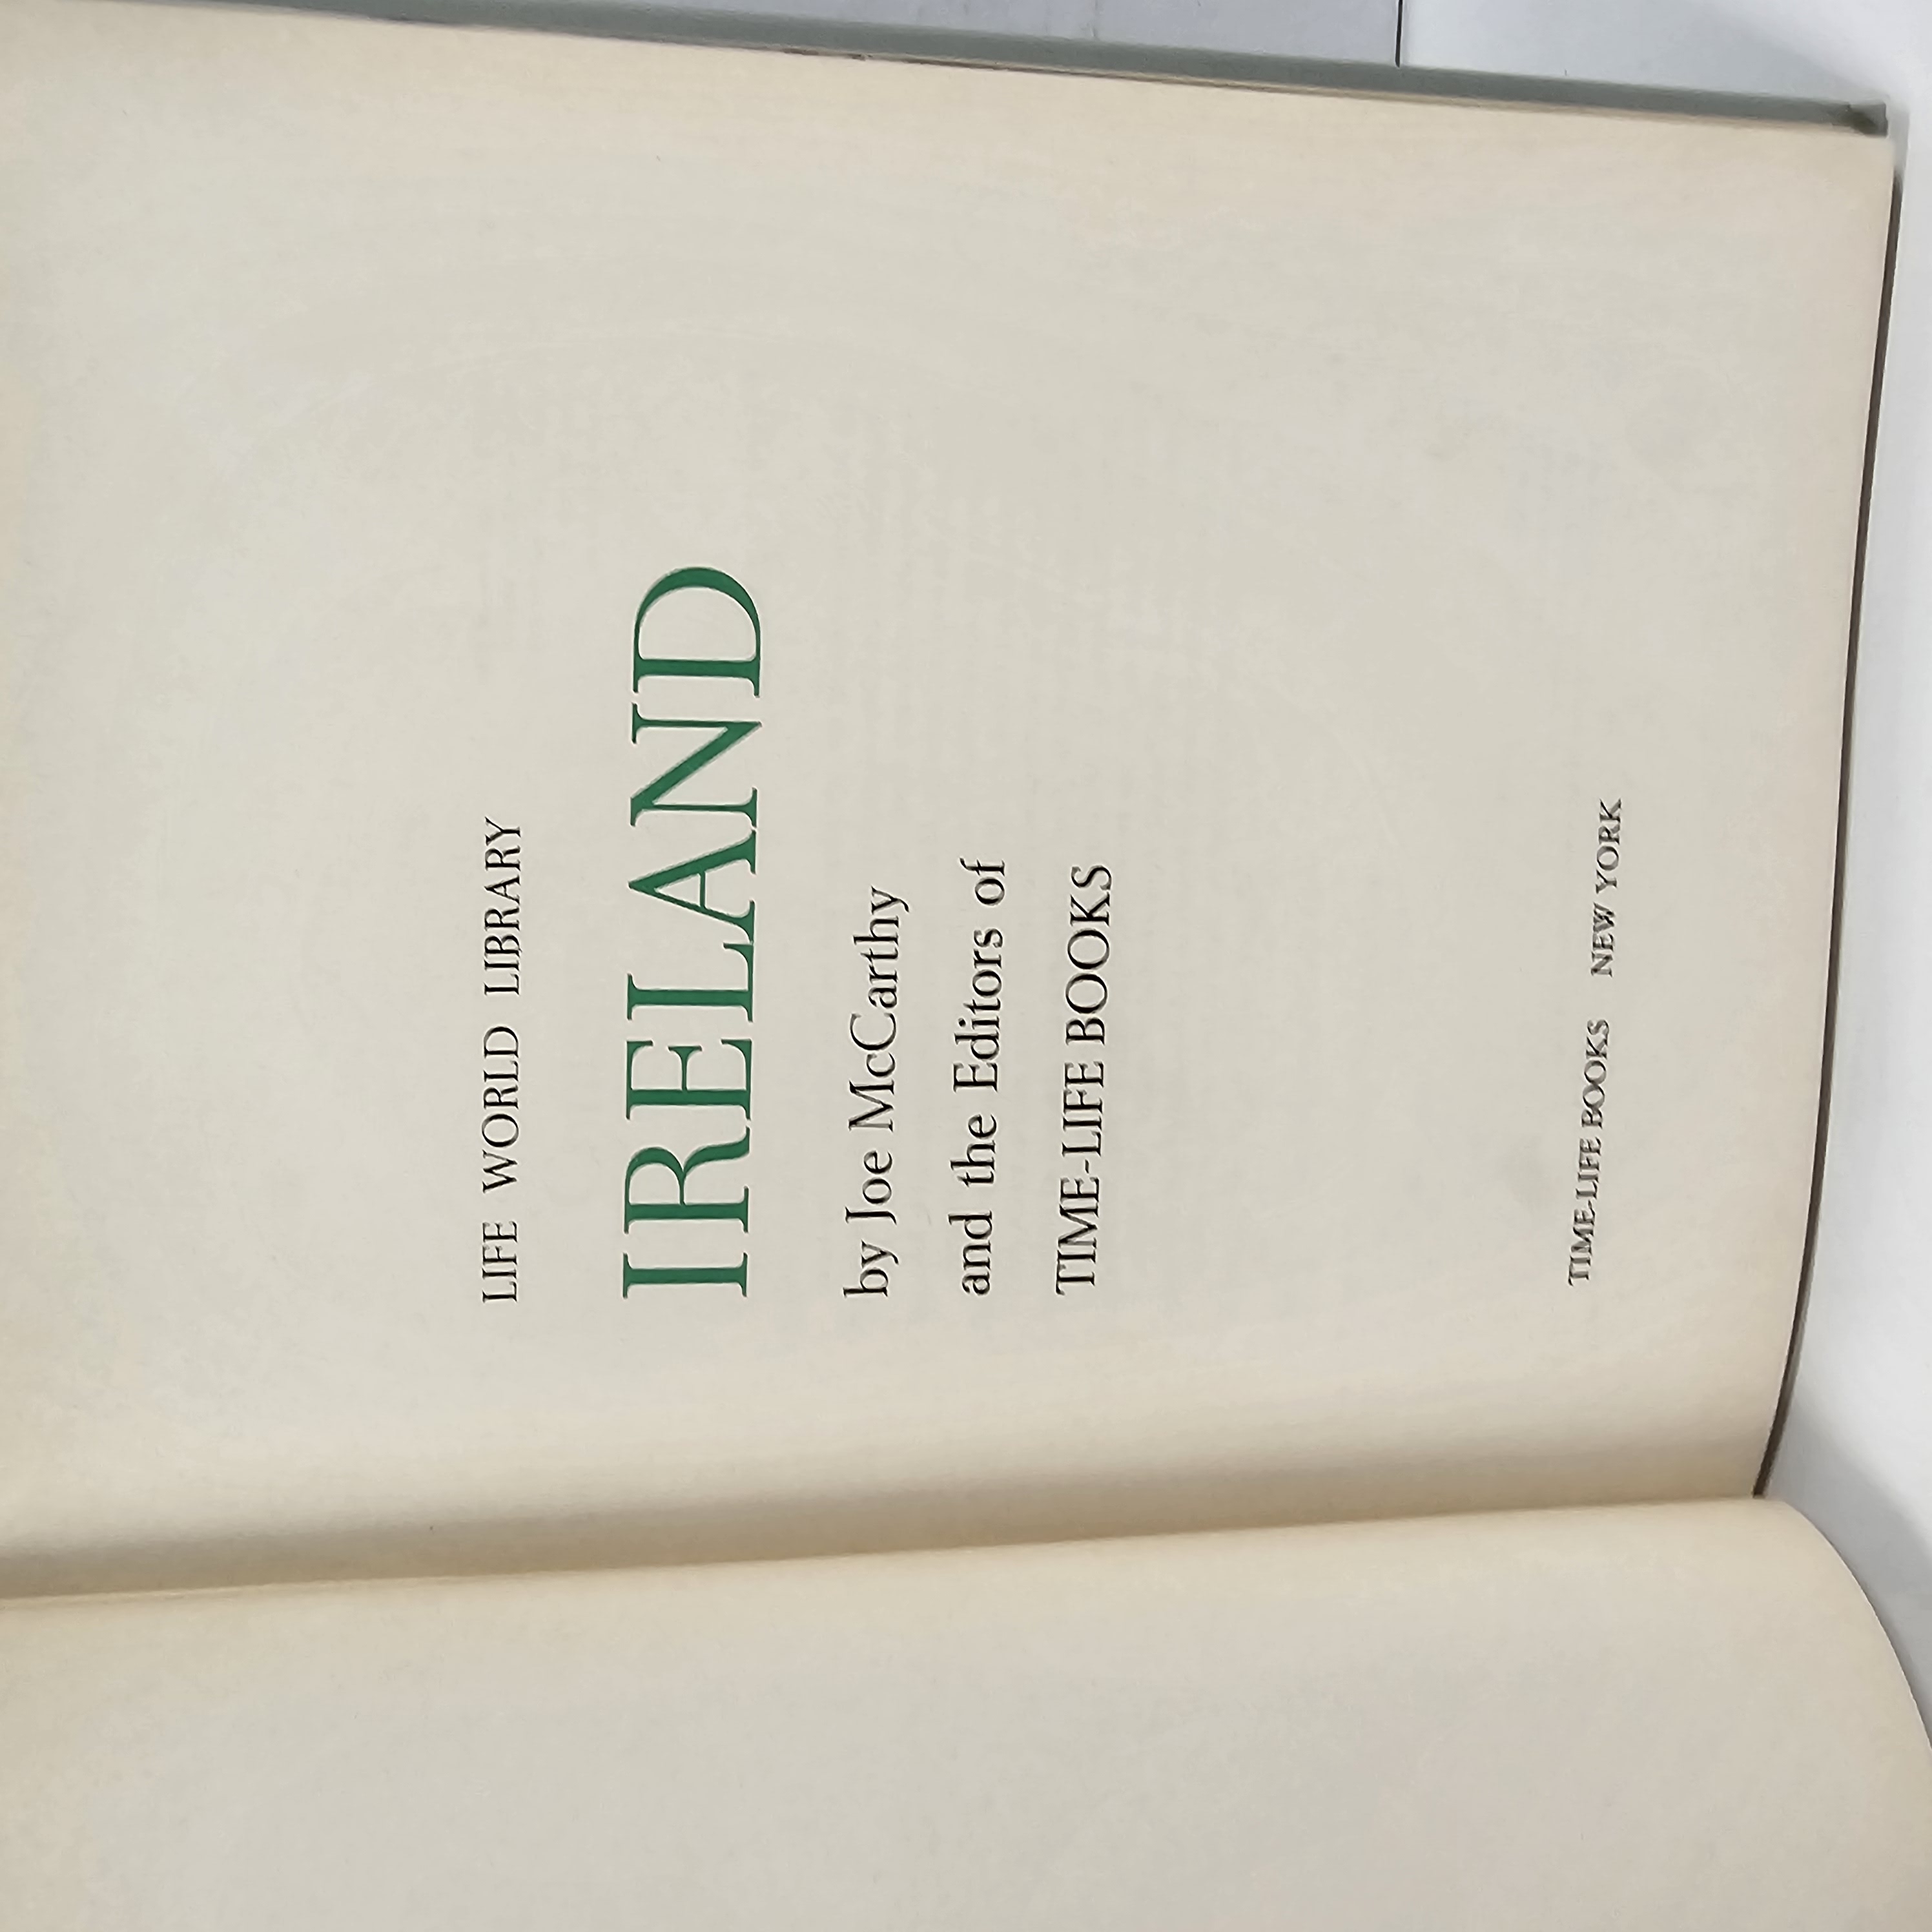 LIFE WORLD LIBRARY
IRELAND
by Joe McCarthy
and the Editors of
TIME-LIFE BOOKS
TIME-LIFE BOOKS NEW YORK